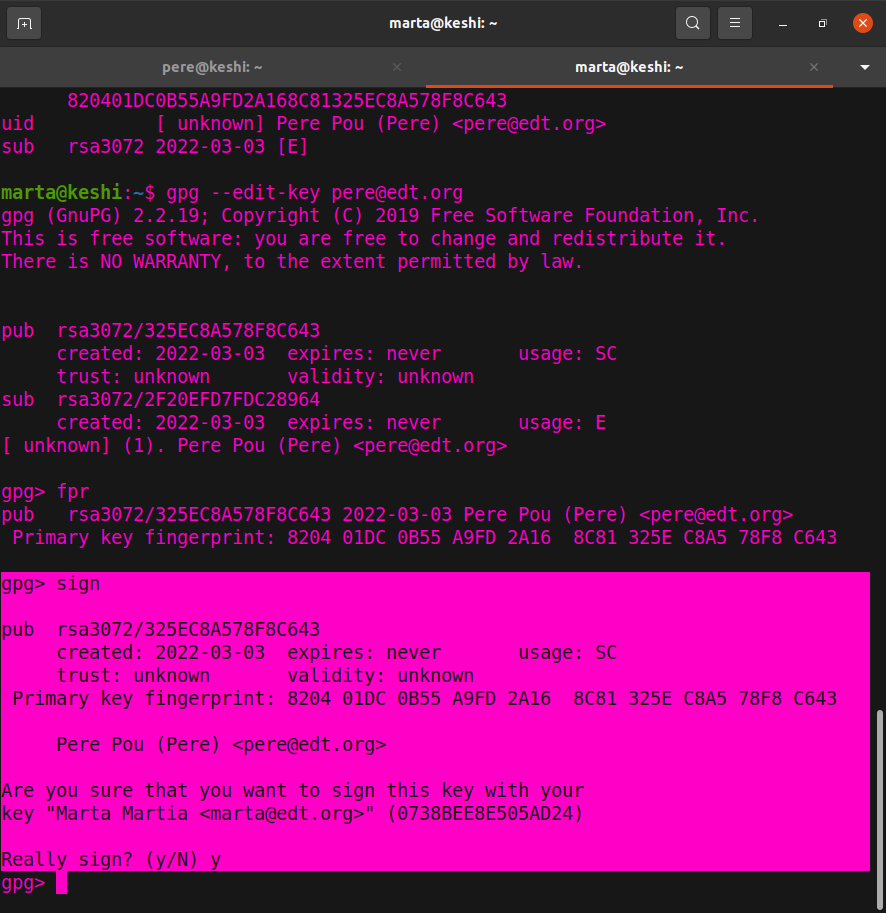 marta@keshi: ~
pere@keshi: ~
marta@keshi: ~
820401DC0B55A9FD2A168C81325EC8A578F8C643
uid           [ unknown] Pere Pou (Pere) <pere@edt.org>
sub   rsa3072 2022-03-03 [E]
marta@keshi:~$ gpg --edit-key pere@edt.org
gpg (GnuPG) 2.2.19; Copyright (C) 2019 Free Software Foundation, Inc.
This is free software: you are free to change and redistribute it.
There is NO WARRANTY, to the extent permitted by law.
pub  rsa3072/325EC8A578F8C643
     created: 2022-03-03  expires: never       usage: SC
     trust: unknown       validity: unknown
sub  rsa3072/2F20EFD7FDC28964
     created: 2022-03-03  expires: never       usage: E
[ unknown] (1). Pere Pou (Pere) <pere@edt.org>
gpg> fpr
pub   rsa3072/325EC8A578F8C643 2022-03-03 Pere Pou (Pere) <pere@edt.org>
 Primary key fingerprint: 8204 01DC 0B55 A9FD 2A16  8C81 325E C8A5 78F8 C643
gpg> sign
pub  rsa3072/325EC8A578F8C643
     created: 2022-03-03  expires: never       usage: SC
     trust: unknown       validity: unknown
 Primary key fingerprint: 8204 01DC 0B55 A9FD 2A16  8C81 325E C8A5 78F8 C643
     Pere Pou (Pere) <pere@edt.org>
Are you sure that you want to sign this key with your
key "Marta Martia <marta@edt.org>" (0738BEE8E505AD24)
Really sign? (y/N) y
gpg>